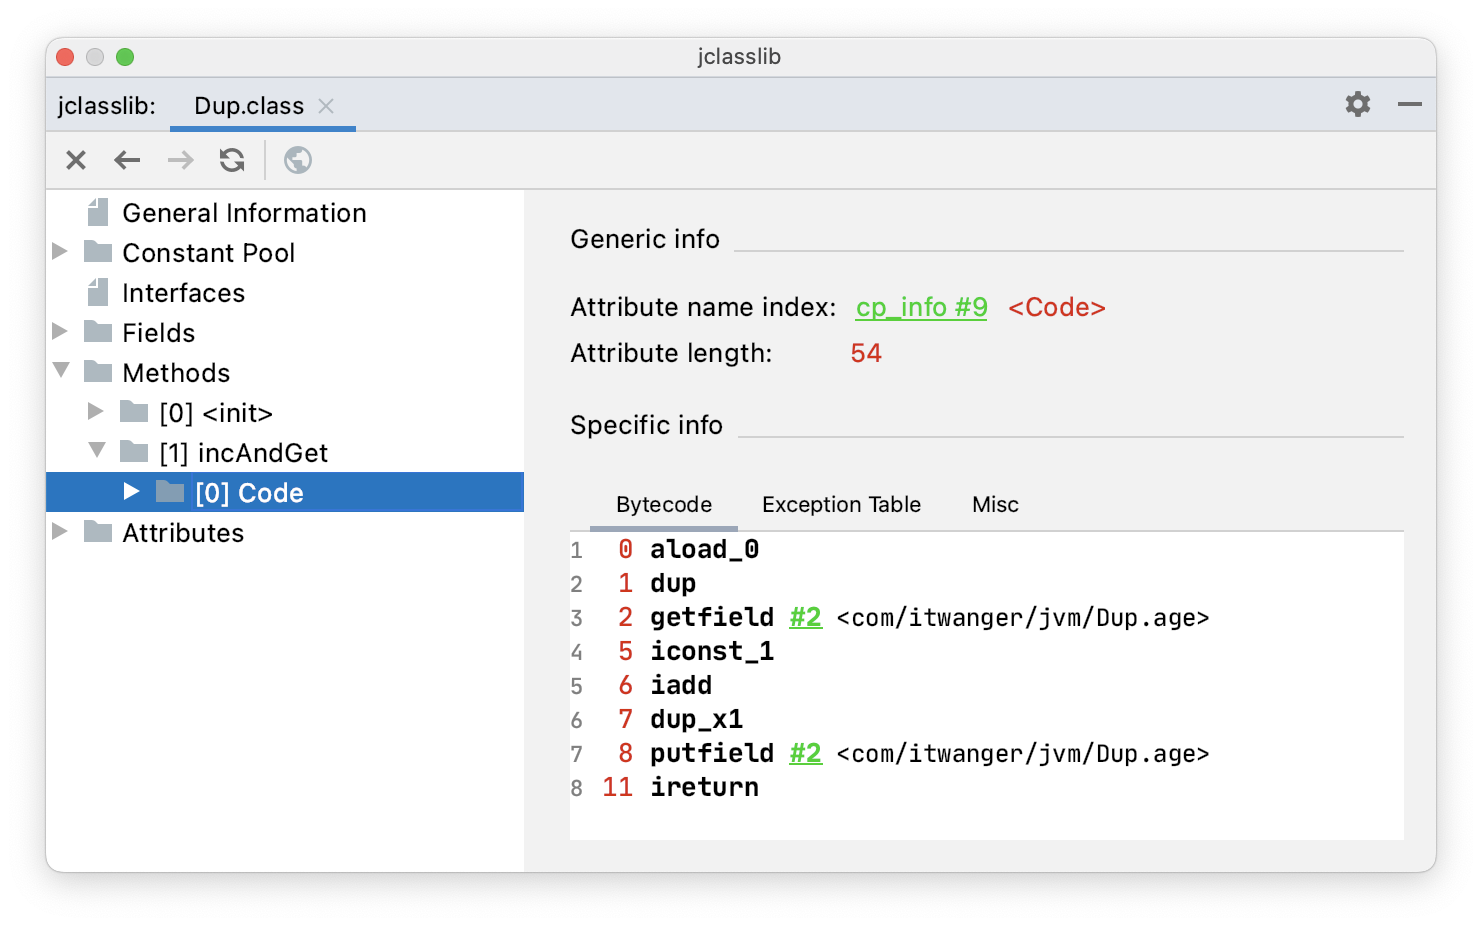 jclasslib
jclasslib: Dup.class
General Information
Constant Pool
Interfaces
Fields
Methods
[0] <init>
[1] incAndGet
[0] Code
Attributes
Generic info
Attribute name index: cp_info #9 <Code>
Attribute length: 54
Specific info
Bytecode Exception Table Misc
1 0 aload_0
2 1 dup
3 2 getfield #2 <com/itwanger/jvm/Dup.age>
4 5 iconst_1
5 6 iadd
6 7 dup_x1
7 8 putfield #2 <com/itwanger/jvm/Dup.age>
8 11 ireturn